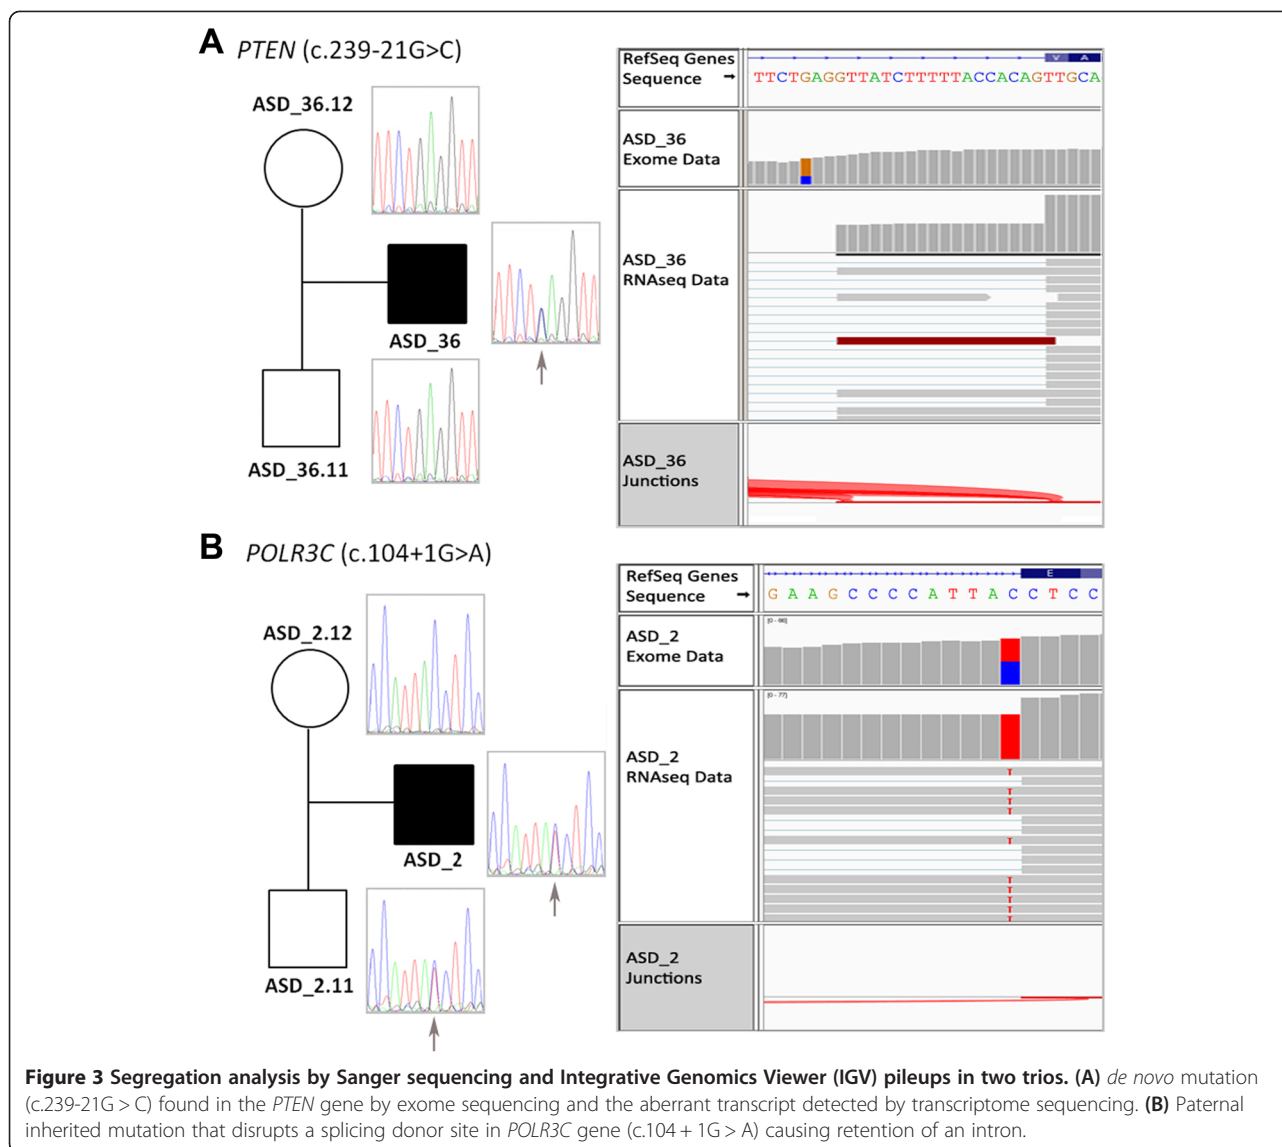 A PTEN (c.239-21G>C)
ASD_36.12
ASD_36
ASD_36.11
RefSeq Genes
Sequence →
V A
TTCTGAGGTTATCTTTTTACCACAGTTGCA
ASD_36
Exome Data
ASD_36
RNAseq Data
ASD_36
Junctions
B POLR3C (c.104+1G>A)
ASD_2.12
ASD_2
ASD_2.11
RefSeq Genes
Sequence →
E
G A A G C C C C A T T A C C T C C
ASD_2
Exome Data
[0 - 66]
ASD_2
RNAseq Data
[0 - 77]
T
T
T
T
T
T
T
T
T
T
ASD_2
Junctions
Figure 3 Segregation analysis by Sanger sequencing and Integrative Genomics Viewer (IGV) pileups in two trios. (A) de novo mutation
(c.239-21G > C) found in the PTEN gene by exome sequencing and the aberrant transcript detected by transcriptome sequencing. (B) Paternal
inherited mutation that disrupts a splicing donor site in POLR3C gene (c.104 + 1G > A) causing retention of an intron.